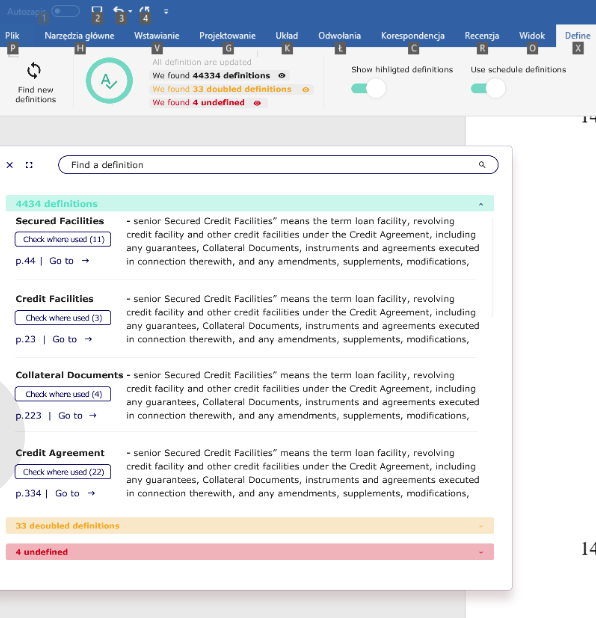 Autozapis
1 2 3 4
Plik Narzędzia główne Wstawianie Projektowanie Układ Odwołania Korespondencja Recenzja Widok Define
P H V G K Ł C R O X
All definition are updated
We found 44334 definitions
We found 33 doubled definitions
We found 4 undefined
Find new
definitions
Show hihligted definitions
Use schedule definitions
14
Find a definition
4434 definitions
Secured Facilities
Check where used (11)
p.44 | Go to →
- senior Secured Credit Facilities” means the term loan facility, revolving
credit facility and other credit facilities under the Credit Agreement, including
any guarantees, Collateral Documents, instruments and agreements executed
in connection therewith, and any amendments, supplements, modifications,
Credit Facilities
Check where used (3)
p.23 | Go to →
- senior Secured Credit Facilities” means the term loan facility, revolving
credit facility and other credit facilities under the Credit Agreement, including
any guarantees, Collateral Documents, instruments and agreements executed
in connection therewith, and any amendments, supplements, modifications,
Collateral Documents
Check where used (4)
p.223 | Go to →
- senior Secured Credit Facilities” means the term loan facility, revolving
credit facility and other credit facilities under the Credit Agreement, including
any guarantees, Collateral Documents, instruments and agreements executed
in connection therewith, and any amendments, supplements, modifications,
Credit Agreement
Check where used (22)
p.334 | Go to →
- senior Secured Credit Facilities” means the term loan facility, revolving
credit facility and other credit facilities under the Credit Agreement, including
any guarantees, Collateral Documents, instruments and agreements executed
in connection therewith, and any amendments, supplements, modifications,
33 deoubled definitions
4 undefined
14